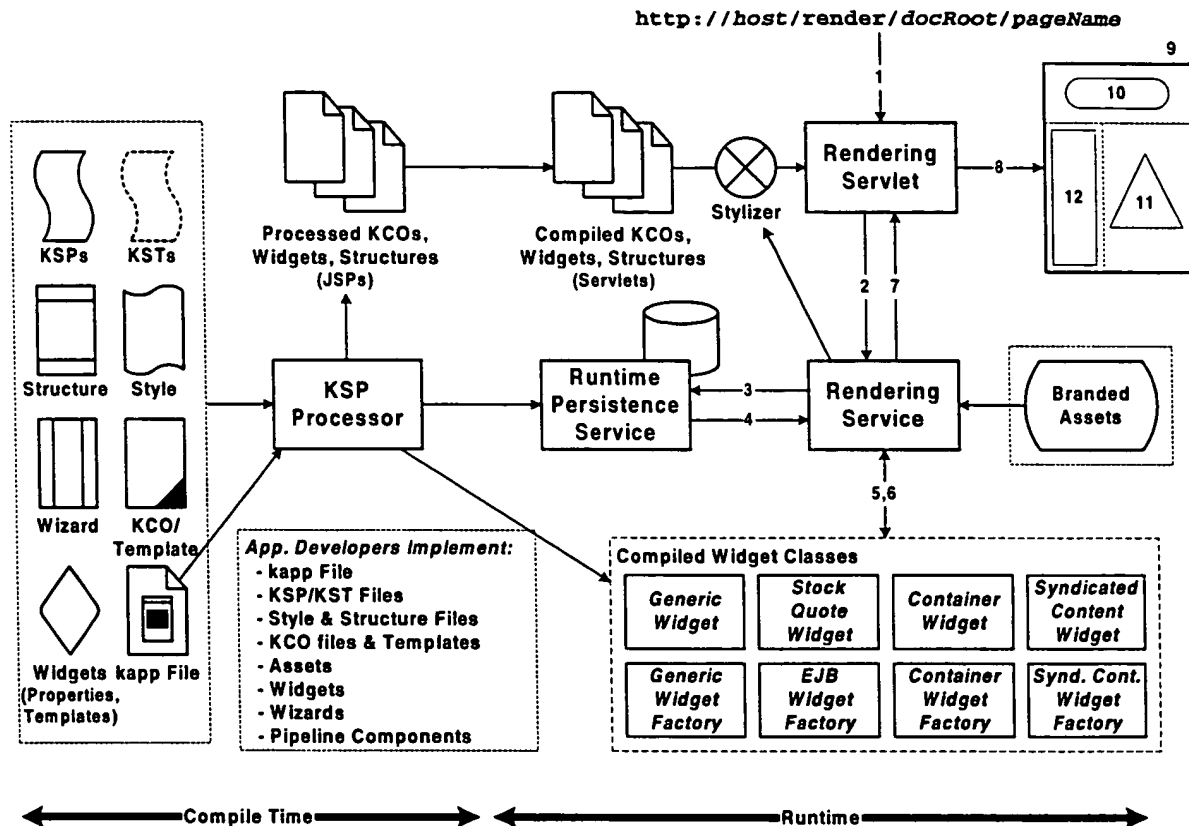 http://host/render/docRoot/pageName
9
1
10
Rendering
Servlet
8
12
11
Stylizer
KSPs
KSTs
Processed KCOs,
Widgets, Structures
(JSPs)
Compiled KCOs,
Widgets, Structures
(Servlets)
2
7
Structure
Style
KSP
Processor
Runtime
Persistence
Service
3
4
Rendering
Service
Branded
Assets
5,6
Wizard
KCO/
Template
Widgets
(Properties,
Templates)
kapp File
App. Developers Implement:
- kapp File
- KSP/KST Files
- Style & Structure Files
- KCO files & Templates
- Assets
- Widgets
- Wizards
- Pipeline Components
Compiled Widget Classes
Generic
Widget
Stock
Quote
Widget
Container
Widget
Syndicated
Content
Widget
Generic
Widget
Factory
EJB
Widget
Factory
Container
Widget
Factory
Synd. Cont.
Widget
Factory
Compile Time
Runtime